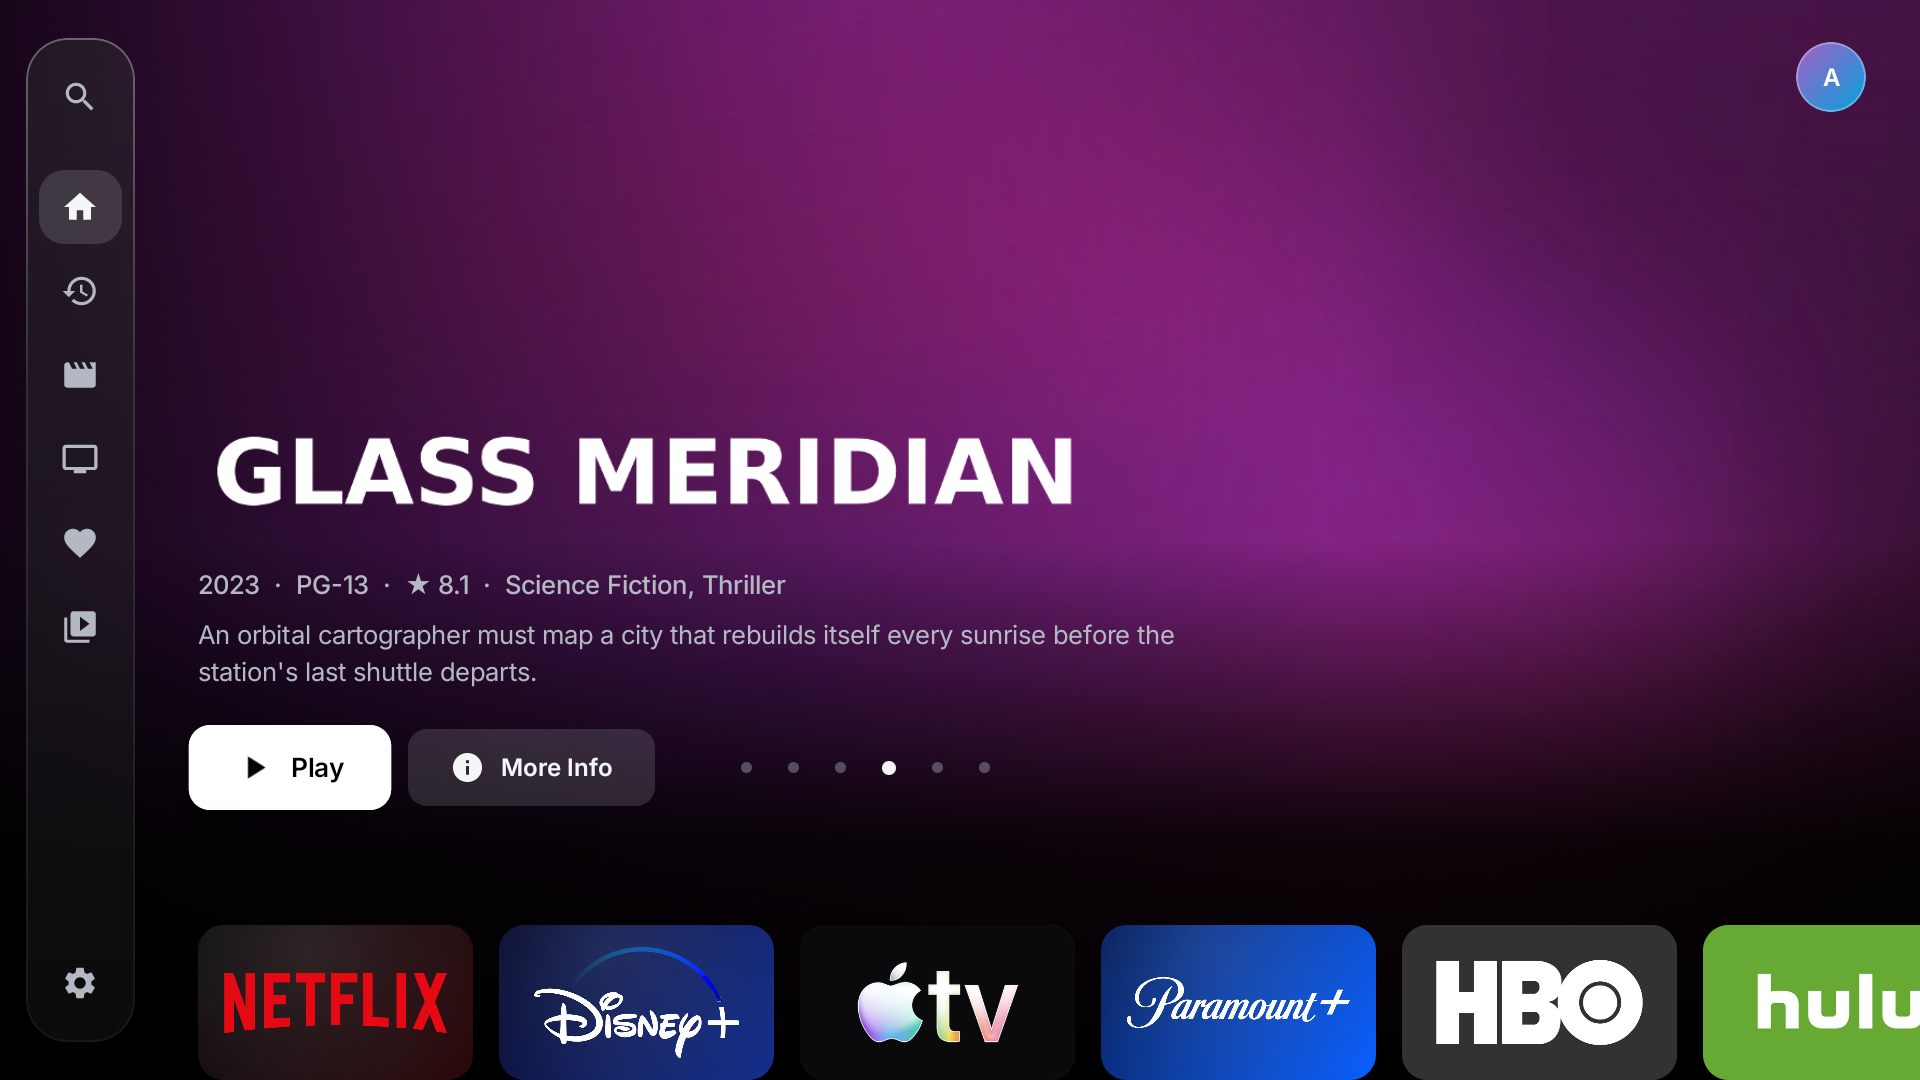 A
GLASS MERIDIAN
2023 · PG-13 · ★ 8.1 · Science Fiction, Thriller
An orbital cartographer must map a city that rebuilds itself every sunrise before the
station's last shuttle departs.
Play
More Info
NETFLIX
Disney+
tv
Paramount+
HBO
hulu